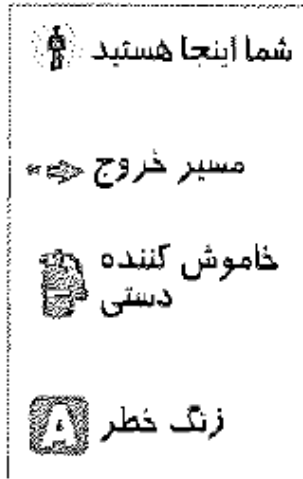 شما اینجا هستید
مسیر خروج
خاموش کننده
دستی
زنگ خطر
A